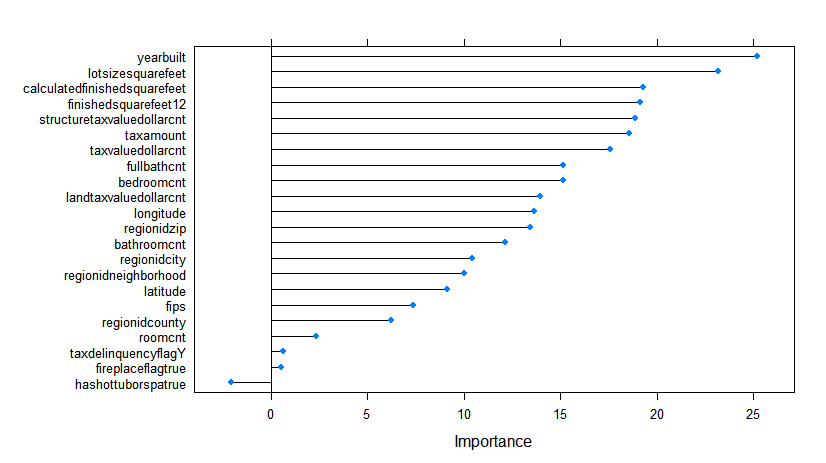 yearbuilt
lotsizesquarefeet
calculatedfinishedsquarefeet
finishedsquarefeet12
structuretaxvaluedollarcnt
taxamount
taxvaluedollarcnt
fullbathcnt
bedroomcnt
landtaxvaluedollarcnt
longitude
regionidzip
bathroomcnt
regionidcity
regionidneighborhood
latitude
fips
regionidcounty
roomcnt
taxdelinquencyflagY
fireplaceflagtrue
hashottuborspatrue
0 5 10 15 20 25
Importance